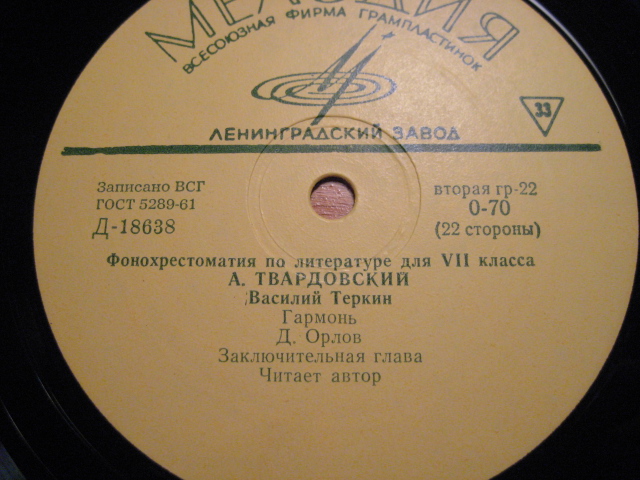 МЕЛОДИЯ
ВСЕСОЮЗНАЯ ФИРМА ГРАМПЛАСТИНОК
33
ЛЕНИНГРАДСКИЙ ЗАВОД
Записано ВСГ
ГОСТ 5289-61
Д-18638
вторая гр-22
0-70
(22 стороны)
Фонохрестоматия по литературе для VII класса
А. ТВАРДОВСКИЙ
Василий Теркин
Гармонь
Д. Орлов
Заключительная глава
Читает автор